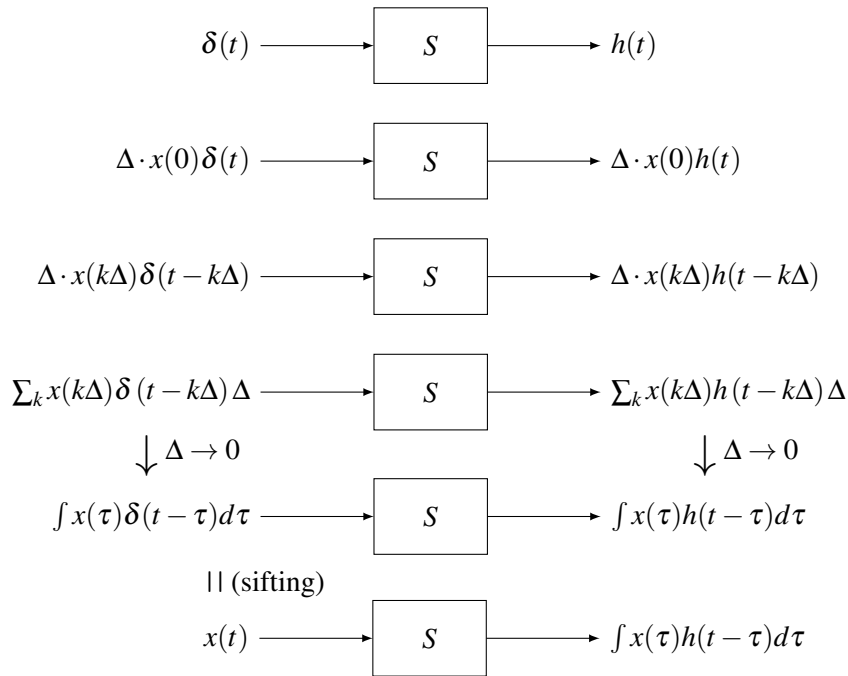 δ(t) S h(t)
Δ · x(0)δ(t) S Δ · x(0)h(t)
Δ · x(kΔ)δ(t − kΔ) S Δ · x(kΔ)h(t − kΔ)
∑ₖ x(kΔ)δ (t − kΔ) Δ S ∑ₖ x(kΔ)h (t − kΔ) Δ
↓ Δ → 0 ↓ Δ → 0
∫ x(τ)δ(t − τ)dτ S ∫ x(τ)h(t − τ)dτ
|| (sifting)
x(t) S ∫ x(τ)h(t − τ)dτ